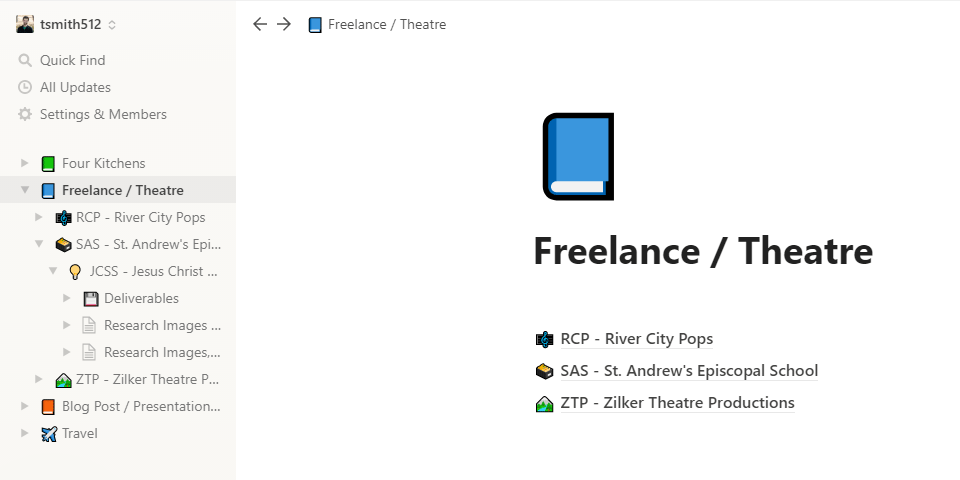 tsmith512
Quick Find
All Updates
Settings & Members
Four Kitchens
Freelance / Theatre
RCP - River City Pops
SAS - St. Andrew's Epi...
JCSS - Jesus Christ ...
Deliverables
Research Images ...
Research Images,...
ZTP - Zilker Theatre P...
Blog Post / Presentation...
Travel
Freelance / Theatre
Freelance / Theatre
RCP - River City Pops
SAS - St. Andrew's Episcopal School
ZTP - Zilker Theatre Productions